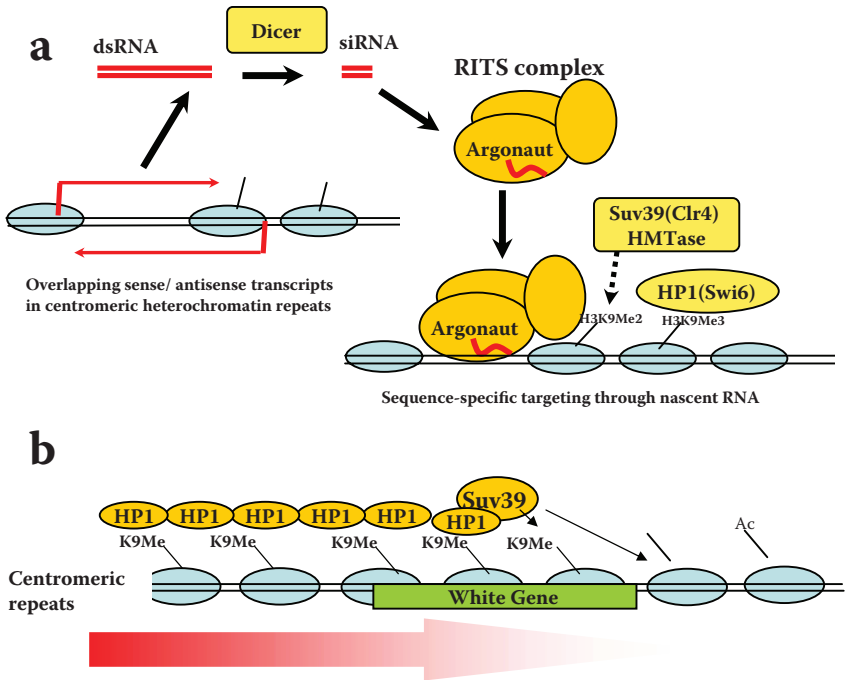 a
dsRNA
Dicer
siRNA
RITS complex
Argonaut
Overlapping sense/ antisense transcripts
in centromeric heterochromatin repeats
Suv39(Clr4)
HMTase
HP1(Swi6)
Argonaut
H3K9Me2
H3K9Me3
Sequence-specific targeting through nascent RNA
b
HP1
HP1
HP1
HP1
HP1
Suv39
HP1
K9Me
K9Me
K9Me
K9Me
K9Me
Ac
Centromeric
repeats
White Gene